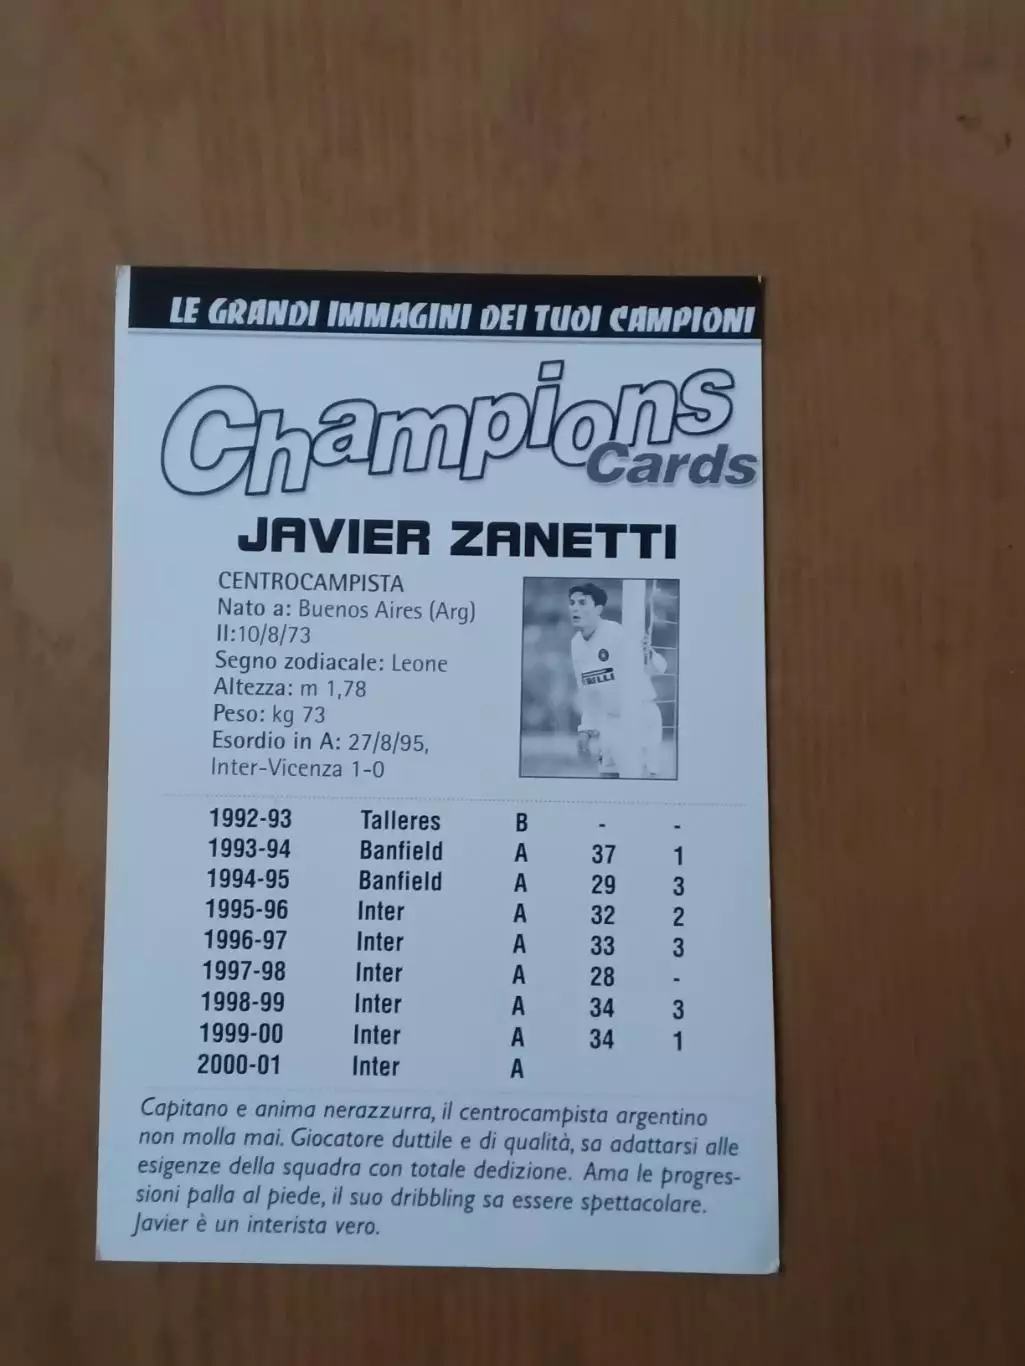 LE GRANDI IMMAGINI DEI TUOI CAMPIONI
Champions
Cards
JAVIER ZANETTI
CENTROCAMPISTA
Nato a: Buenos Aires (Arg)
Il:10/8/73
Segno zodiacale: Leone
Altezza: m 1,78
Peso: kg 73
Esordio in A: 27/8/95,
Inter-Vicenza 1-0
PIRELLI
1992-93 Talleres B - -
1993-94 Banfield A 37 1
1994-95 Banfield A 29 3
1995-96 Inter A 32 2
1996-97 Inter A 33 3
1997-98 Inter A 28 -
1998-99 Inter A 34 3
1999-00 Inter A 34 1
2000-01 Inter A
Capitano e anima nerazzurra, il centrocampista argentino
non molla mai. Giocatore duttile e di qualità, sa adattarsi alle
esigenze della squadra con totale dedizione. Ama le progres-
sioni palla al piede, il suo dribbling sa essere spettacolare.
Javier è un interista vero.